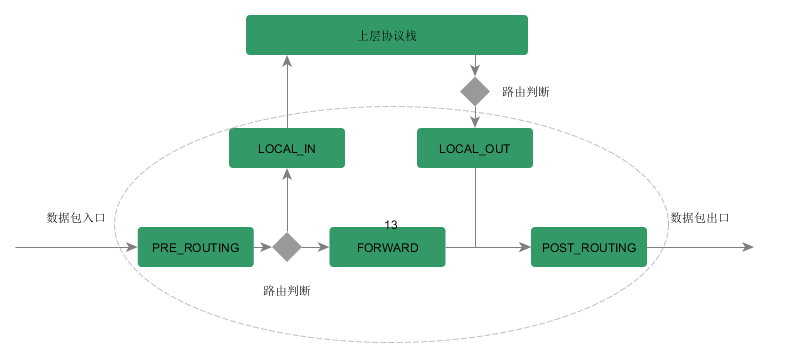 上层协议栈
路由判断
LOCAL_IN
LOCAL_OUT
数据包入口
数据包出口
13
PRE_ROUTING
FORWARD
POST_ROUTING
路由判断